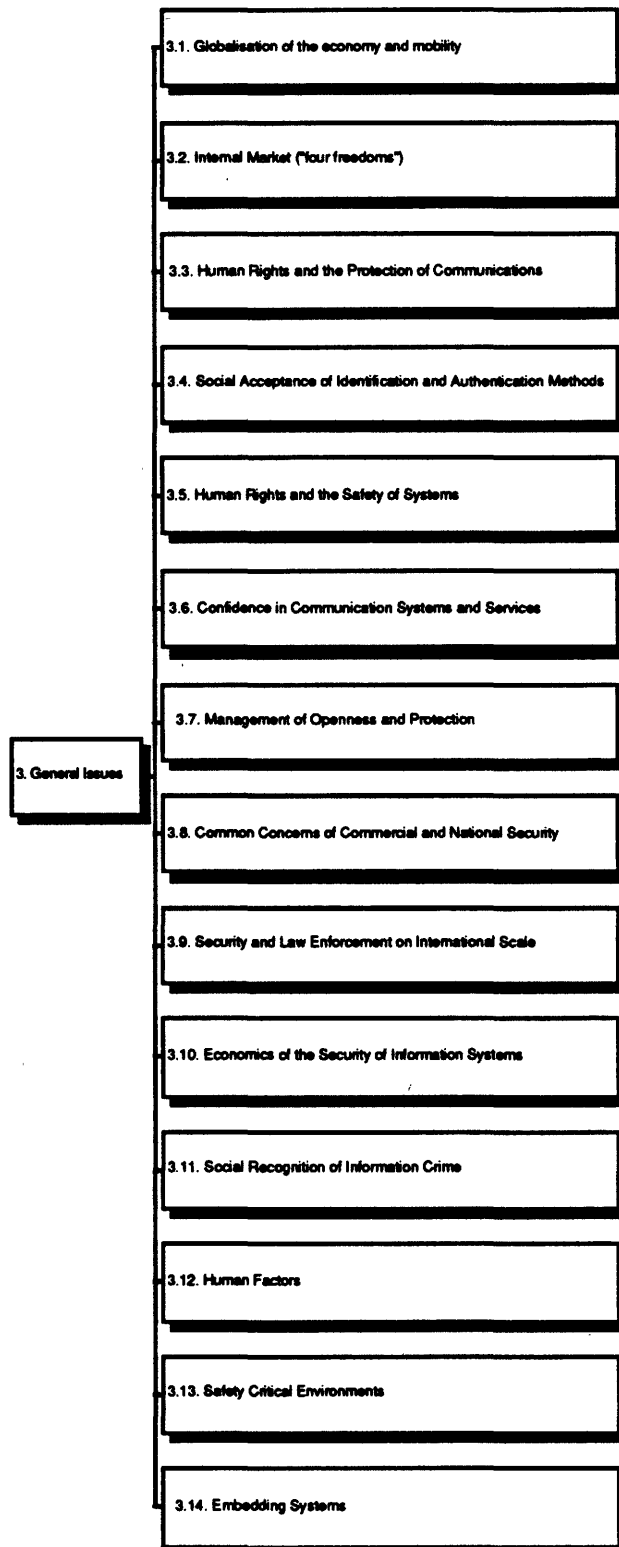 3.1. Globalisation of the economy and mobility
3.2. Internal Market ("four freedoms")
3.3. Human Rights and the Protection of Communications
3.4. Social Acceptance of Identification and Authentication Methods
3.5. Human Rights and the Safety of Systems
3.6. Confidence in Communication Systems and Services
3.7. Management of Openness and Protection
3. General Issues
3.8. Common Concerns of Commercial and National Security
3.9. Security and Law Enforcement on International Scale
3.10. Economics of the Security of Information Systems
3.11. Social Recognition of Information Crime
3.12. Human Factors
3.13. Safety Critical Environments
3.14. Embedding Systems